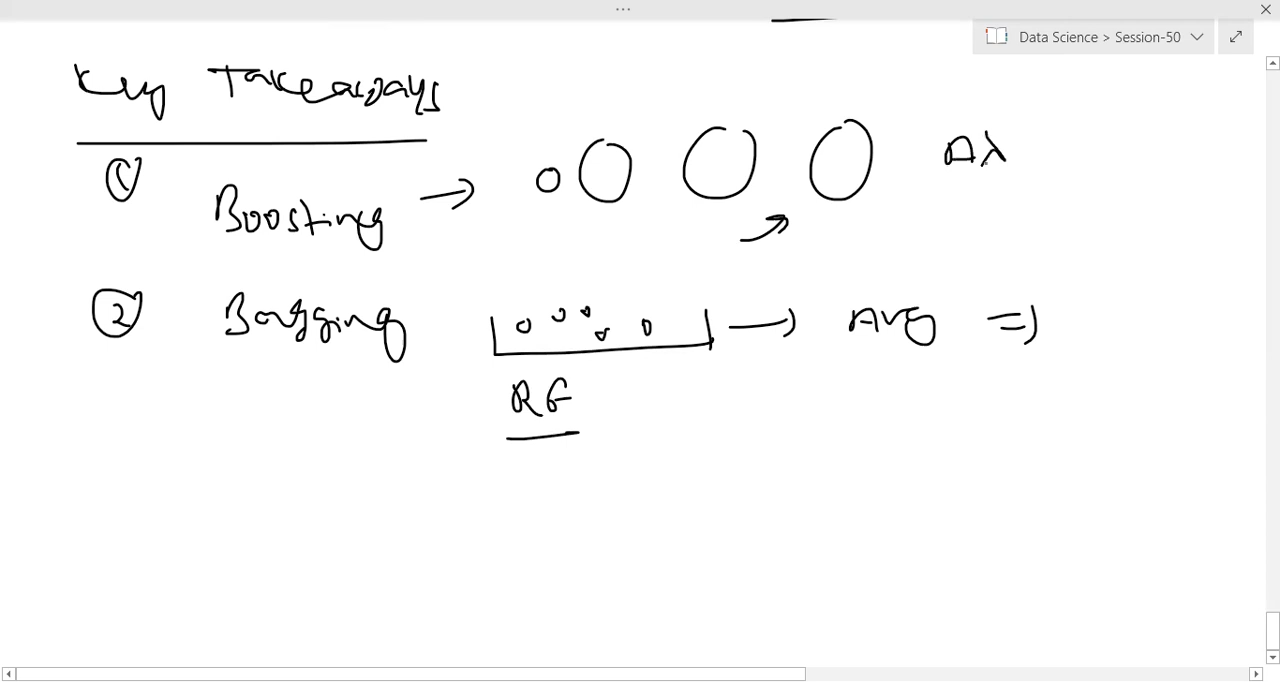 Data Science > Session-50
Key Takeaways
① Boosting →
② Bagging → Avg ⇒
RF